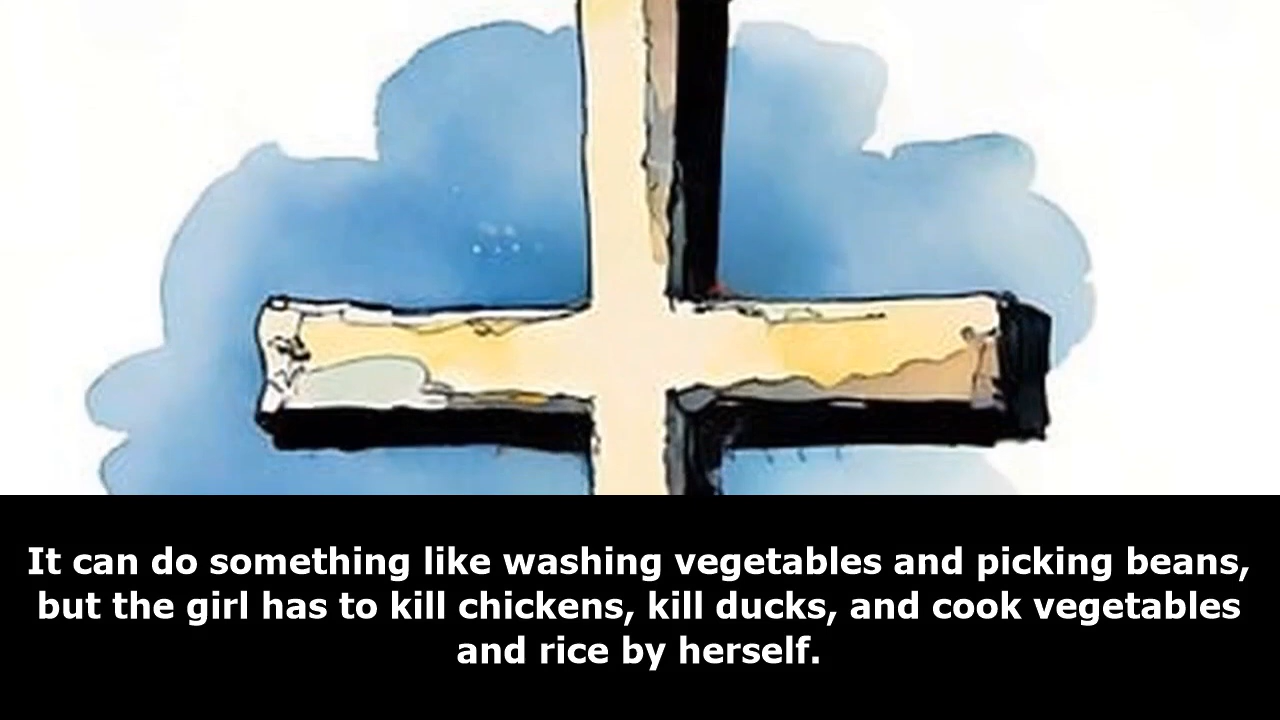 It can do something like washing vegetables and picking beans,
but the girl has to kill chickens, kill ducks, and cook vegetables
and rice by herself.